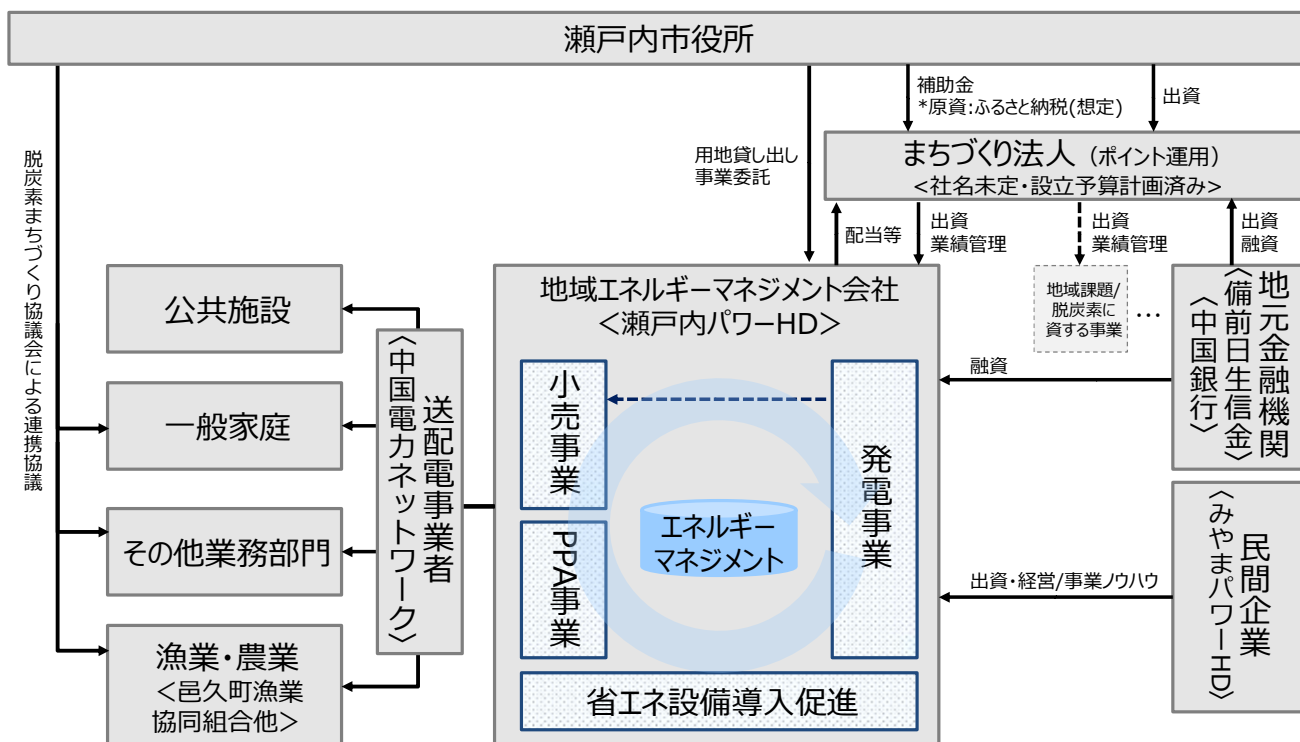 瀬戸内市役所
補助金
*原資:ふるさと納税(想定)
出資
用地貸し出し
事業委託
まちづくり法人（ポイント運用）
<社名未定・設立予算計画済み>
脱炭素まちづくり協議会による連携協議
配当等
出資
業績管理
出資
業績管理
出資
融資
地域課題/
脱炭素に
資する事業
…
地元金融機関
〈備前日生信金〉
〈中国銀行〉
地域エネルギーマネジメント会社
<瀬戸内パワーHD>
公共施設
一般家庭
その他業務部門
漁業・農業
<邑久町漁業
協同組合他>
送配電事業者
〈中国電力ネットワーク〉
小売事業
PPA事業
エネルギー
マネジメント
発電事業
省エネ設備導入促進
融資
出資・経営/事業ノウハウ
民間企業
〈みやまパワーHD〉